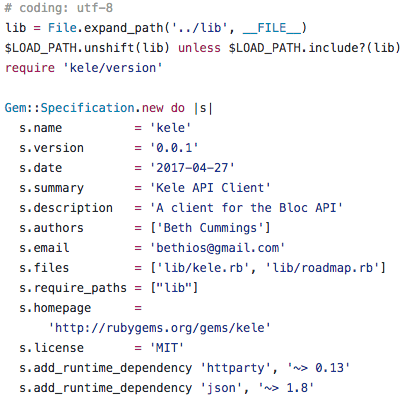 # coding: utf-8
lib = File.expand_path('../lib', __FILE__)
$LOAD_PATH.unshift(lib) unless $LOAD_PATH.include?(lib)
require 'kele/version'

Gem::Specification.new do |s|
  s.name          = 'kele'
  s.version       = '0.0.1'
  s.date          = '2017-04-27'
  s.summary       = 'Kele API Client'
  s.description   = 'A client for the Bloc API'
  s.authors       = ['Beth Cummings']
  s.email         = 'bethios@gmail.com'
  s.files         = ['lib/kele.rb', 'lib/roadmap.rb']
  s.require_paths = ["lib"]
  s.homepage      =
      'http://rubygems.org/gems/kele'
  s.license       = 'MIT'
  s.add_runtime_dependency 'httparty', '~> 0.13'
  s.add_runtime_dependency 'json', '~> 1.8'